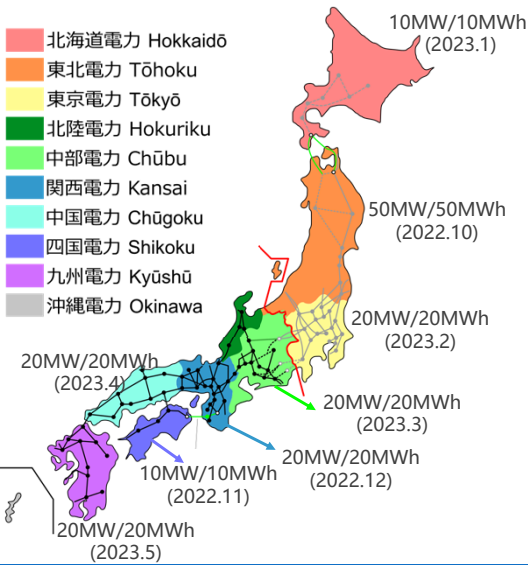 10MW/10MWh
(2023.1)
北海道電力 Hokkaidō
東北電力 Tōhoku
東京電力 Tōkyō
北陸電力 Hokuriku
中部電力 Chūbu
関西電力 Kansai
中国電力 Chūgoku
四国電力 Shikoku
九州電力 Kyūshū
沖縄電力 Okinawa
50MW/50MWh
(2022.10)
20MW/20MWh
(2023.2)
20MW/20MWh
(2023.4)
20MW/20MWh
(2023.3)
20MW/20MWh
(2022.12)
10MW/10MWh
(2022.11)
20MW/20MWh
(2023.5)